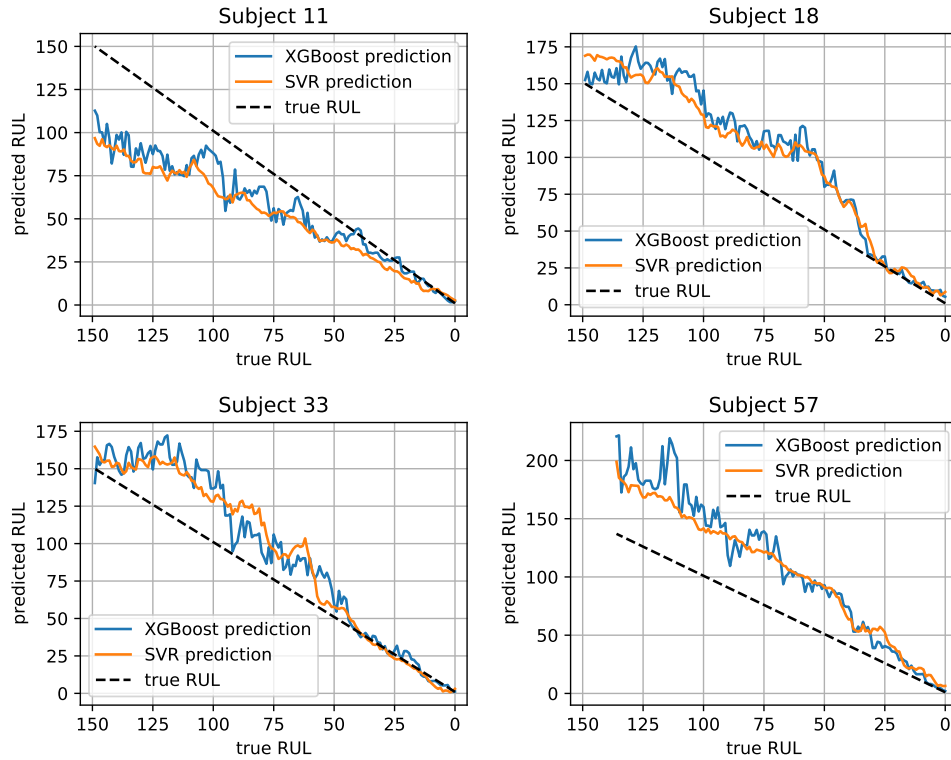 Subject 11
predicted RUL
150
125
100
75
50
25
0
XGBoost prediction
SVR prediction
true RUL
150 125 100 75 50 25 0
true RUL
Subject 18
predicted RUL
175
150
125
100
75
50
25
0
XGBoost prediction
SVR prediction
true RUL
150 125 100 75 50 25 0
true RUL
Subject 33
predicted RUL
175
150
125
100
75
50
25
0
XGBoost prediction
SVR prediction
true RUL
150 125 100 75 50 25 0
true RUL
Subject 57
predicted RUL
200
150
100
50
0
XGBoost prediction
SVR prediction
true RUL
150 125 100 75 50 25 0
true RUL